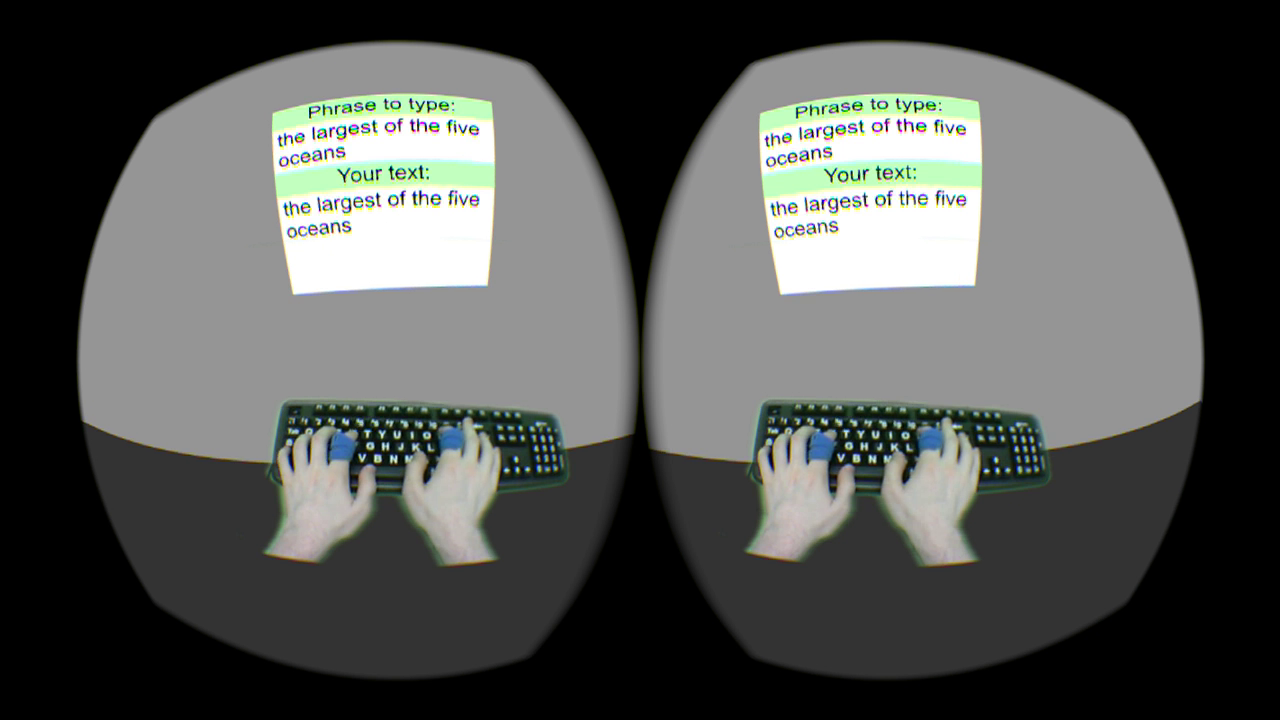 Phrase to type:
the largest of the five
oceans
Your text:
the largest of the five
oceans
T Y U I O
G H J K L
V B N M
Phrase to type:
the largest of the five
oceans
Your text:
the largest of the five
oceans
T Y U I O
G H J K L
V B N M